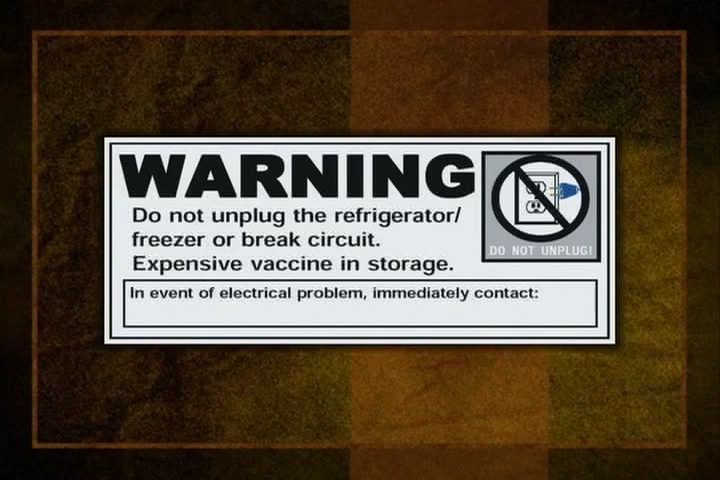 WARNING
Do not unplug the refrigerator/
freezer or break circuit.
Expensive vaccine in storage.
DO NOT UNPLUG!
In event of electrical problem, immediately contact: